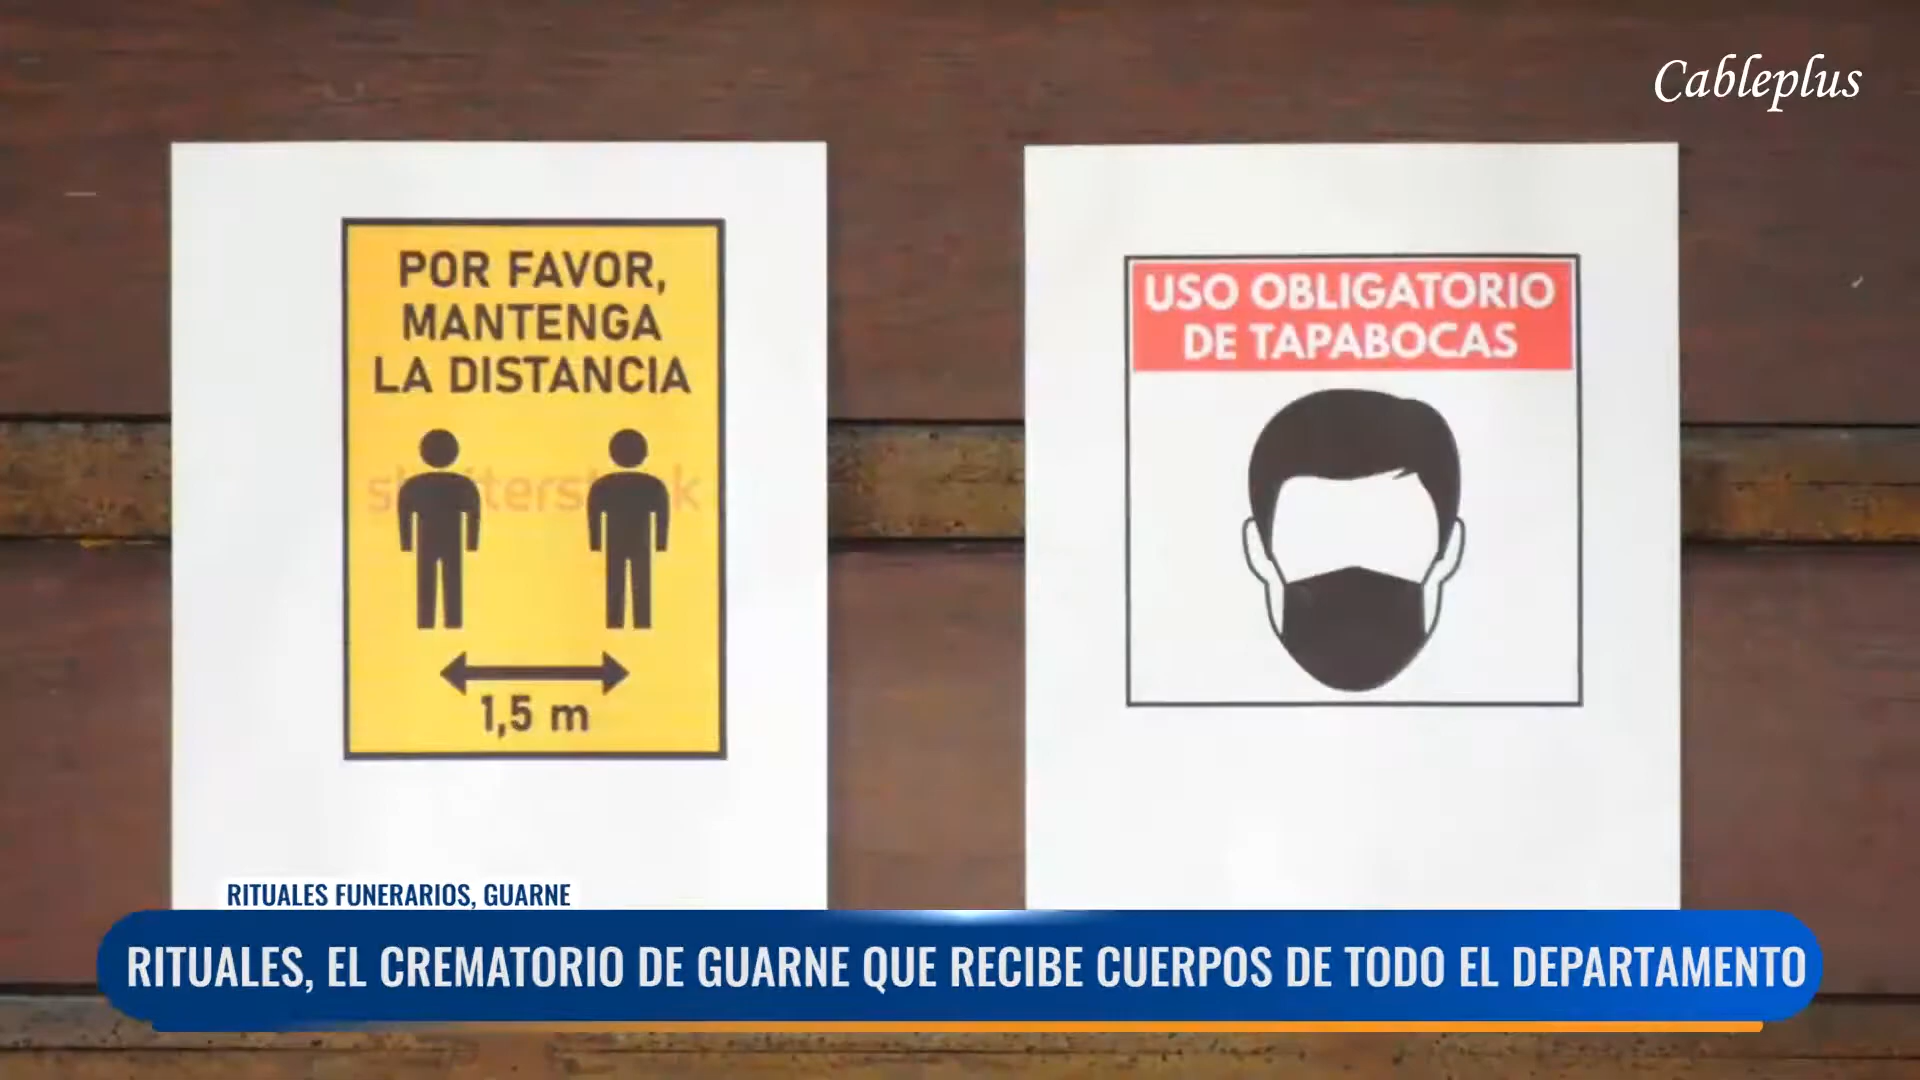 Cableplus
POR FAVOR,
MANTENGA
LA DISTANCIA
shutterstock
1,5 m
USO OBLIGATORIO
DE TAPABOCAS
RITUALES FUNERARIOS, GUARNE
RITUALES, EL CREMATORIO DE GUARNE QUE RECIBE CUERPOS DE TODO EL DEPARTAMENTO